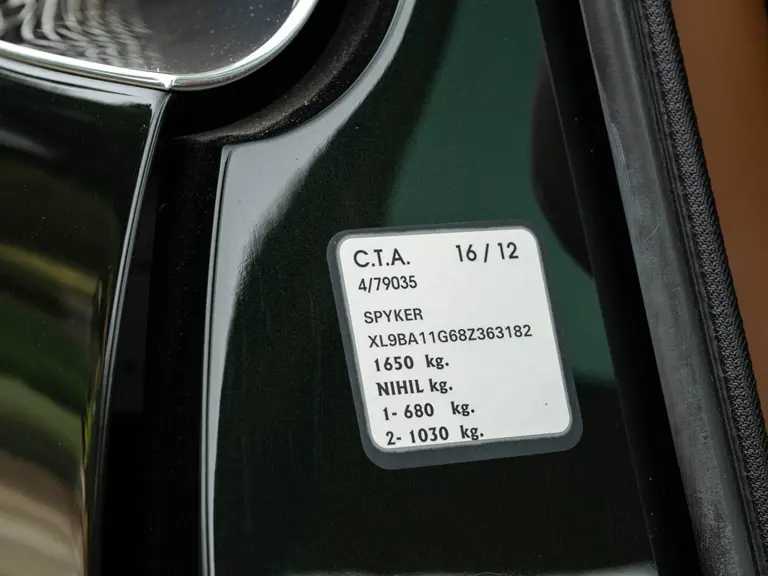 C.T.A. 16 / 12
4/79035
SPYKER
XL9BA11G68Z363182
1650 kg.
NIHIL kg.
1- 680 kg.
2- 1030 kg.